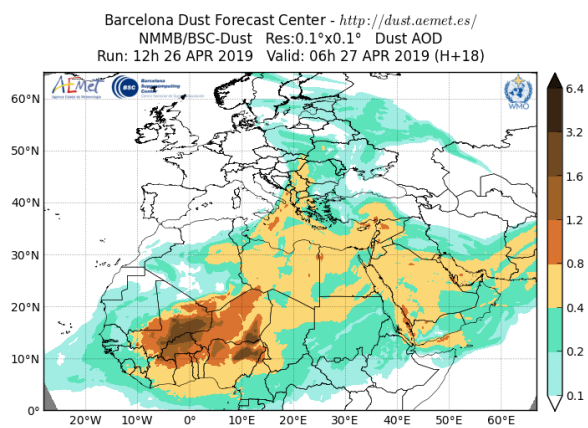 Barcelona Dust Forecast Center - http://dust.aemet.es/
NMMB/BSC-Dust Res:0.1°x0.1° Dust AOD
Run: 12h 26 APR 2019 Valid: 06h 27 APR 2019 (H+18)
AEMet
BSC
Barcelona
Supercomputing
Center
WMO
60°N
50°N
40°N
30°N
20°N
10°N
0°
20°W 10°W 0° 10°E 20°E 30°E 40°E 50°E 60°E
6.4
3.2
1.6
1.2
0.8
0.4
0.2
0.1